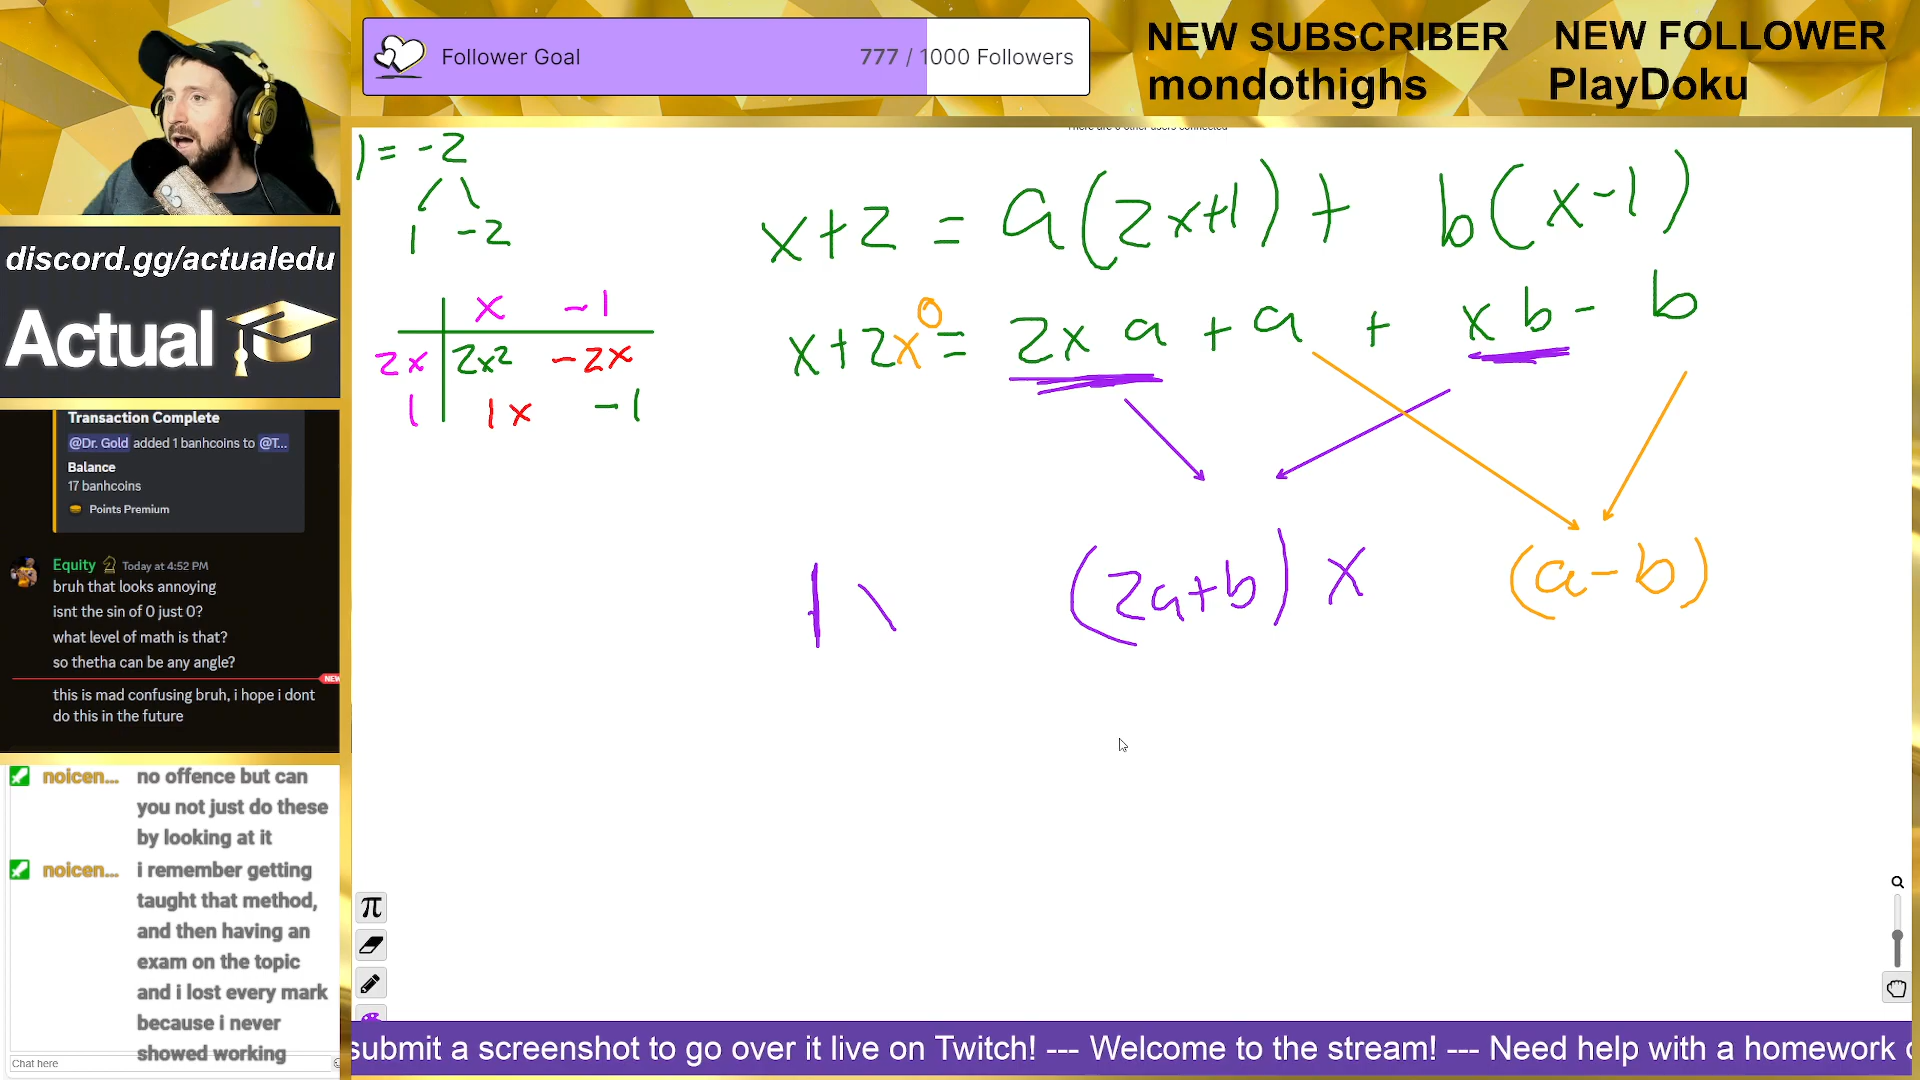 Follower Goal
777 / 1000 Followers
NEW SUBSCRIBER
mondothighs
NEW FOLLOWER
PlayDoku
discord.gg/actualedu
Actual
Transaction Complete
@Dr. Gold added 1 banhcoins to @T...
Balance
17 banhcoins
Points Premium
Equity Today at 4:52 PM
bruh that looks annoying
isnt the sin of 0 just 0?
what level of math is that?
so thetha can be any angle?
NEW
this is mad confusing bruh, i hope i dont
do this in the future
noicen... no offence but can
you not just do these
by looking at it
noicen... i remember getting
taught that method,
and then having an
exam on the topic
and i lost every mark
because i never
showed working
Chat here
There are 0 other users connected
= -2
1 -2
x -1
2x 2x² -2x
1 1x -1
x+2 = a(2x+1) + b(x-1)
x+2x⁰ = 2x a + a + x b - b
(2a+b) x (a-b)
π
submit a screenshot to go over it live on Twitch! --- Welcome to the stream! --- Need help with a homework